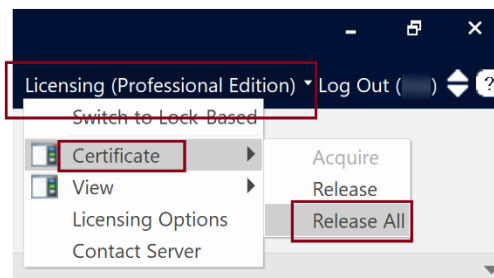 Licensing (Professional Edition) Log Out ( ) ?
Switch to Lock-Based
Certificate
Acquire
View
Release
Licensing Options
Release All
Contact Server